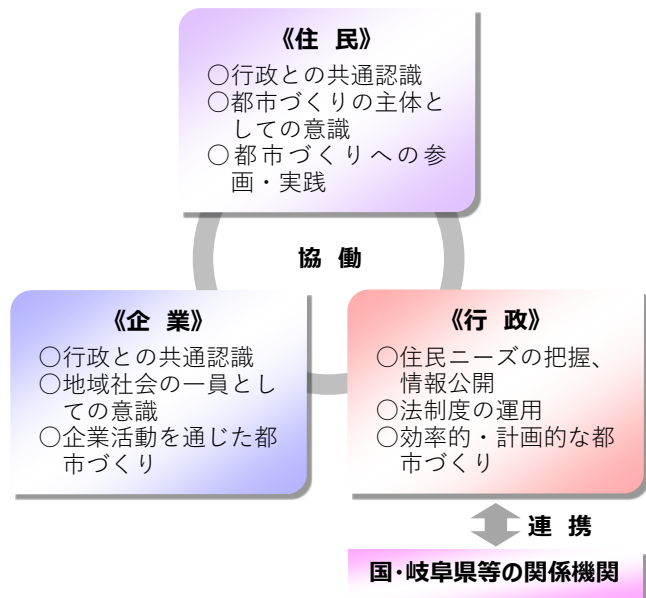 《住 民》
○行政との共通認識
○都市づくりの主体と
しての意識
○都市づくりへの参
画・実践
協 働
《企 業》
○行政との共通認識
○地域社会の一員とし
ての意識
○企業活動を通じた都
市づくり
《行 政》
○住民ニーズの把握、
情報公開
○法制度の運用
○効率的・計画的な都
市づくり
連 携
国・岐阜県等の関係機関